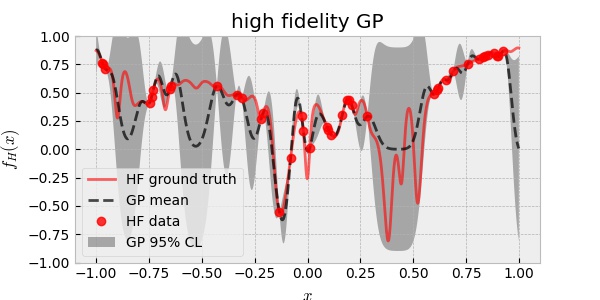 high fidelity GP
1.00
0.75
0.50
0.25
0.00
−0.25
−0.50
−0.75
−1.00
f_H(x)
HF ground truth
GP mean
HF data
GP 95% CL
−1.00 −0.75 −0.50 −0.25 0.00 0.25 0.50 0.75 1.00
x